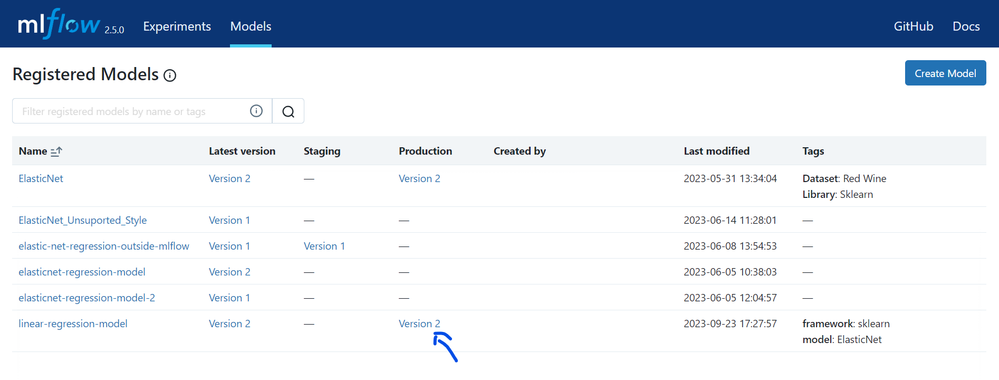 mlflow 2.5.0 Experiments Models GitHub Docs
Registered Models
Create Model
Filter registered models by name or tags
Name Latest version Staging Production Created by Last modified Tags
ElasticNet Version 2 — Version 2 2023-05-31 13:34:04 Dataset: Red Wine
Library: Sklearn
ElasticNet_Unsuported_Style Version 1 — — 2023-06-14 11:28:01 —
elastic-net-regression-outside-mlflow Version 1 Version 1 — 2023-06-08 13:54:53 —
elasticnet-regression-model Version 2 — — 2023-06-05 10:38:03 —
elasticnet-regression-model-2 Version 1 — — 2023-06-05 12:04:57 —
linear-regression-model Version 2 — Version 2 2023-09-23 17:27:57 framework: sklearn
model: ElasticNet